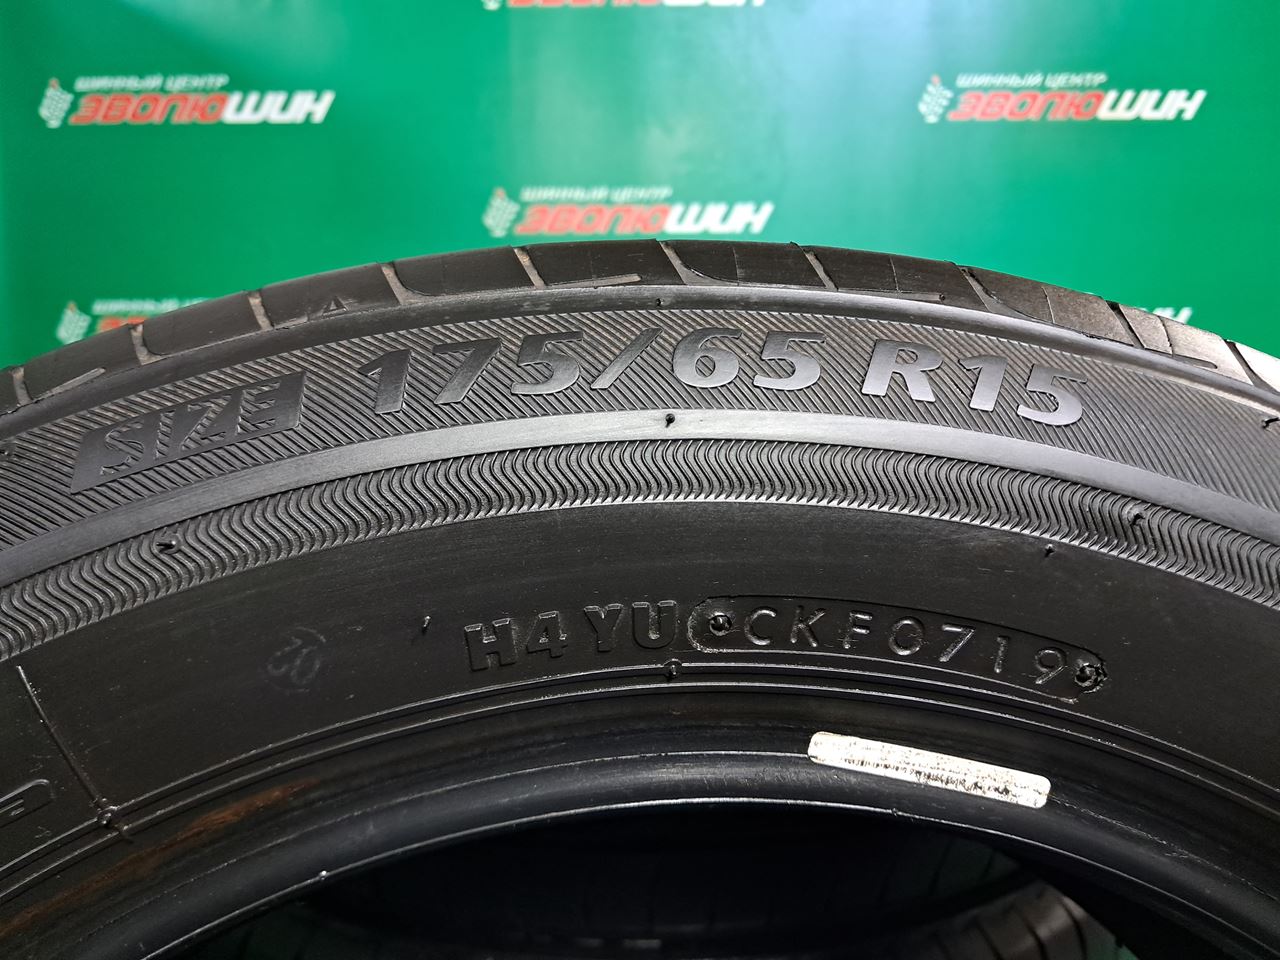 ШИННЫЙ ЦЕНТР
ЭВОЛЮШИН
ШИННЫЙ ЦЕНТР
ЭВОЛЮШИН
ШИННЫЙ ЦЕНТР
ЭВОЛЮШИН
SIZE 175/65 R15
H4YU CKF0719